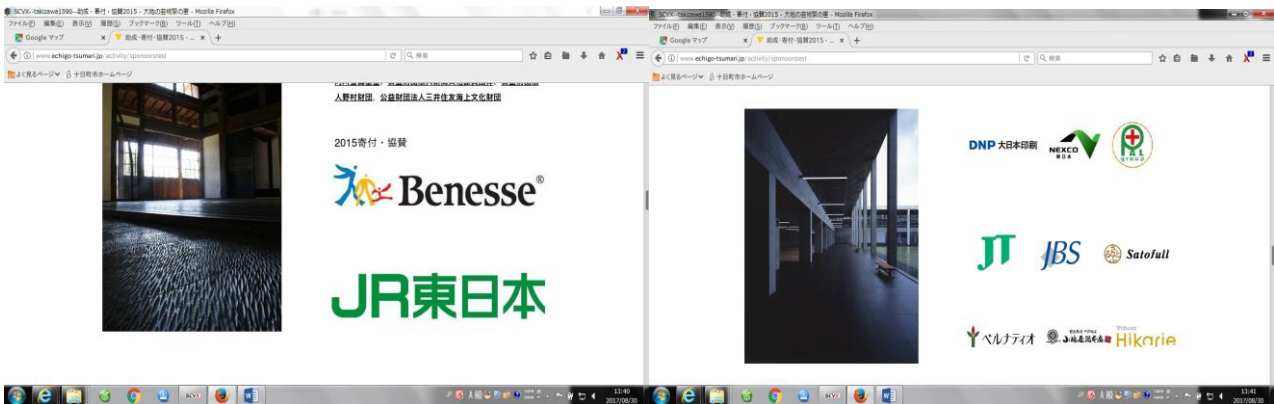 SCVX--takizawa1590--助成・寄付・協賛2015 - 大地の芸術祭の里 - Mozilla Firefox
ファイル(F) 編集(E) 表示(V) 履歴(S) ブックマーク(B) ツール(T) ヘルプ(H)
Google マップ
助成・寄付・協賛2015 - ...
www.echigo-tsumari.jp/activity/sponsorslist
検索
よく見るページ
十日町市ホームページ
人野村財団、公益財団法人三井住友海上文化財団
2015寄付・協賛
Benesse®
JR東日本
13:40
2017/08/30
SCVX--takizawa1590--助成・寄付・協賛2015 - 大地の芸術祭の里 - Mozilla Firefox
ファイル(F) 編集(E) 表示(V) 履歴(S) ブックマーク(B) ツール(T) ヘルプ(H)
Google マップ
助成・寄付・協賛2015 - ...
www.echigo-tsumari.jp/activity/sponsorslist
検索
よく見るページ
十日町市ホームページ
DNP 大日本印刷
NEXCO
PAL
group
JT
JBS
Satofull
ベルナティオ
Shibuya
Hikarie
13:41
2017/08/30